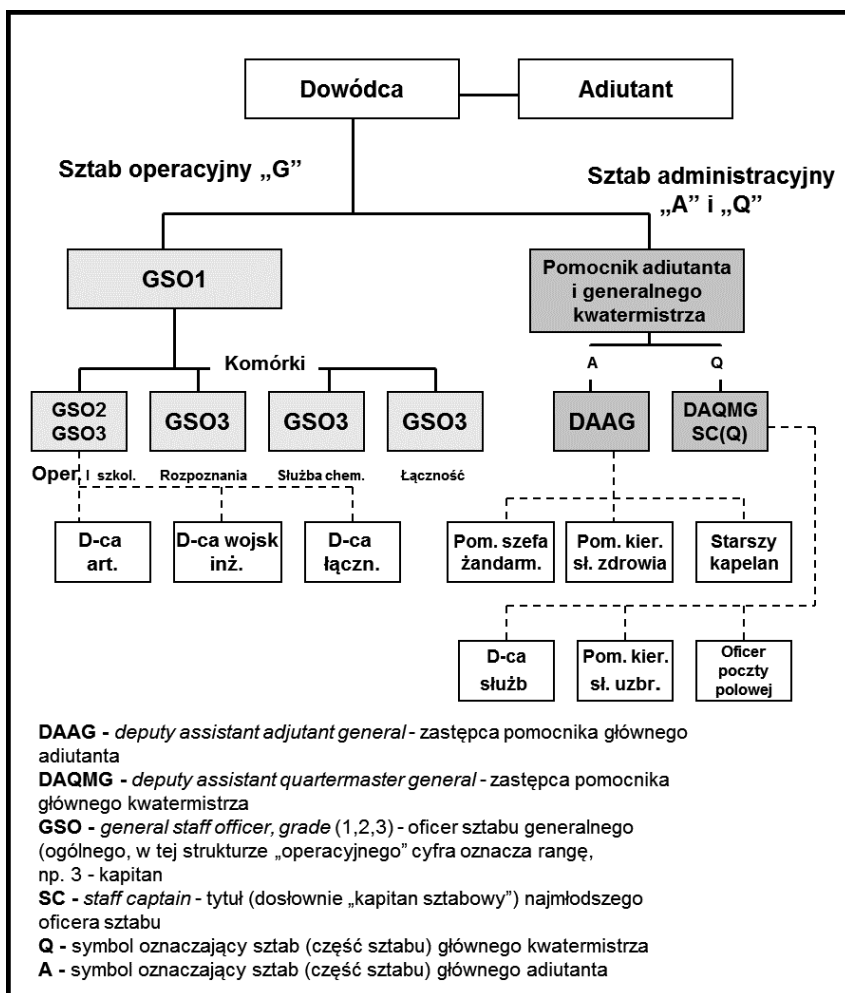 Dowódca
Adiutant
Sztab operacyjny „G”
Sztab administracyjny
„A” i „Q”
GSO1
Pomocnik adiutanta
i generalnego
kwatermistrza
Komórki
A
Q
GSO2
GSO3
GSO3
GSO3
GSO3
DAAG
DAQMG
SC(Q)
Oper. I szkol.
Rozpoznania
Służba chem.
Łączność
D-ca
art.
D-ca wojsk
inż.
D-ca
łączn.
Pom. szefa
żandarm.
Pom. kier.
sł. zdrowia
Starszy
kapelan
D-ca
służb
Pom. kier.
sł. uzbr.
Oficer
poczty
polowej
DAAG - deputy assistant adjutant general - zastępca pomocnika głównego
adiutanta
DAQMG - deputy assistant quartermaster general - zastępca pomocnika
głównego kwatermistrza
GSO - general staff officer, grade (1,2,3) - oficer sztabu generalnego
(ogólnego, w tej strukturze „operacyjnego” cyfra oznacza rangę,
np. 3 - kapitan
SC - staff captain - tytuł (dosłownie „kapitan sztabowy”) najmłodszego
oficera sztabu
Q - symbol oznaczający sztab (część sztabu) głównego kwatermistrza
A - symbol oznaczający sztab (część sztabu) głównego adiutanta